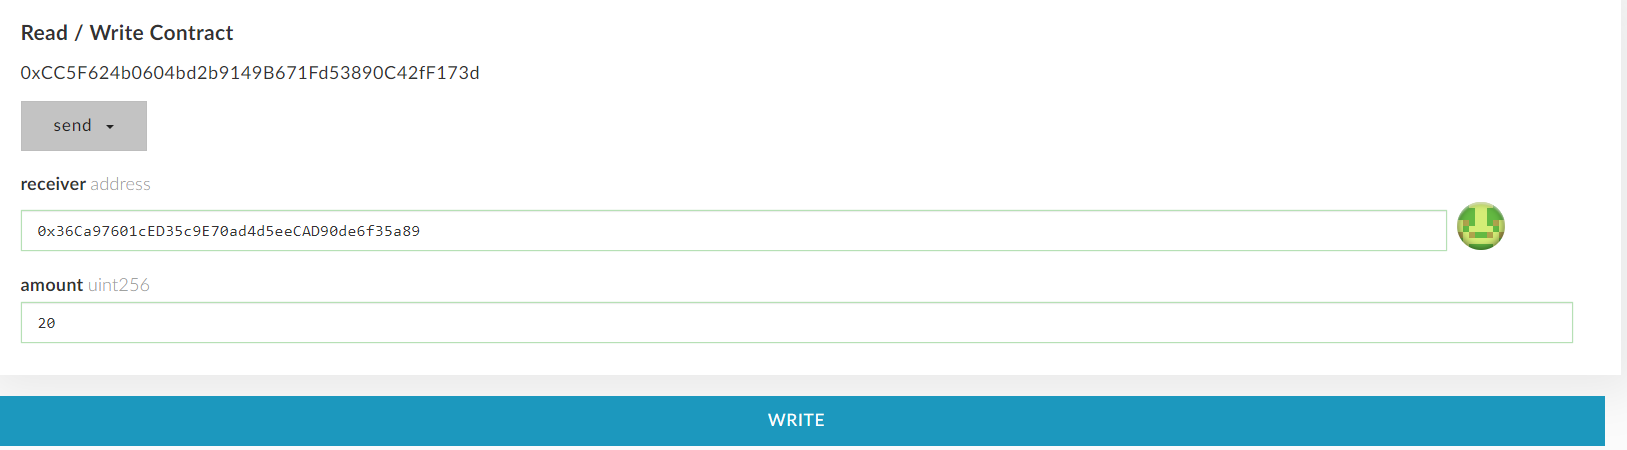 Read / Write Contract
0xCC5F624b0604bd2b9149B671Fd53890C42fF173d
send
receiver address
0x36Ca97601cED35c9E70ad4d5eeCAD90de6f35a89
amount uint256
20
WRITE